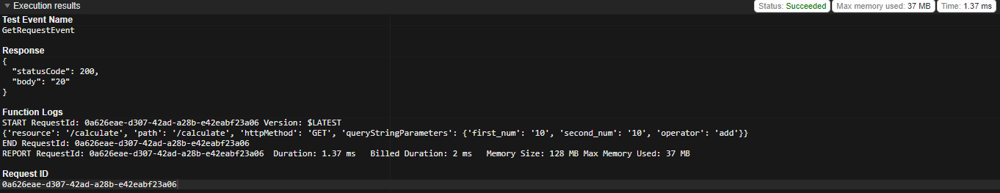 Execution results
Status: Succeeded
Max memory used: 37 MB
Time: 1.37 ms
Test Event Name
GetRequestEvent
Response
{
"statusCode": 200,
"body": "20"
}
Function Logs
START RequestId: 0a626eae-d307-42ad-a28b-e42eabf23a06 Version: $LATEST
{'resource': '/calculate', 'path': '/calculate', 'httpMethod': 'GET', 'queryStringParameters': {'first_num': '10', 'second_num': '10', 'operator': 'add'}}
END RequestId: 0a626eae-d307-42ad-a28b-e42eabf23a06
REPORT RequestId: 0a626eae-d307-42ad-a28b-e42eabf23a06 Duration: 1.37 ms Billed Duration: 2 ms Memory Size: 128 MB Max Memory Used: 37 MB
Request ID
0a626eae-d307-42ad-a28b-e42eabf23a06